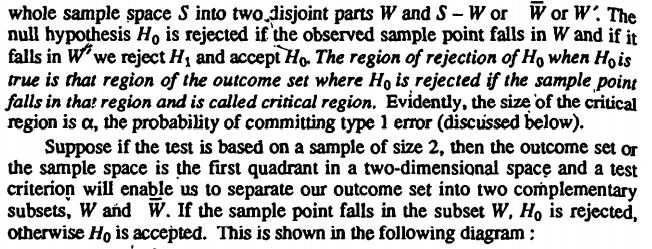 whole sample space S into two disjoint parts W and S – W or W̅ or W′. The
null hypothesis H₀ is rejected if the observed sample point falls in W and if it
falls in W′ we reject H₁ and accept H₀. The region of rejection of H₀ when H₀ is
true is that region of the outcome set where H₀ is rejected if the sample point
falls in that region and is called critical region. Evidently, the size of the critical
region is α, the probability of committing type 1 error (discussed below).
Suppose if the test is based on a sample of size 2, then the outcome set or
the sample space is the first quadrant in a two-dimensional space and a test
criterion will enable us to separate our outcome set into two complementary
subsets, W and W̅. If the sample point falls in the subset W, H₀ is rejected,
otherwise H₀ is accepted. This is shown in the following diagram :